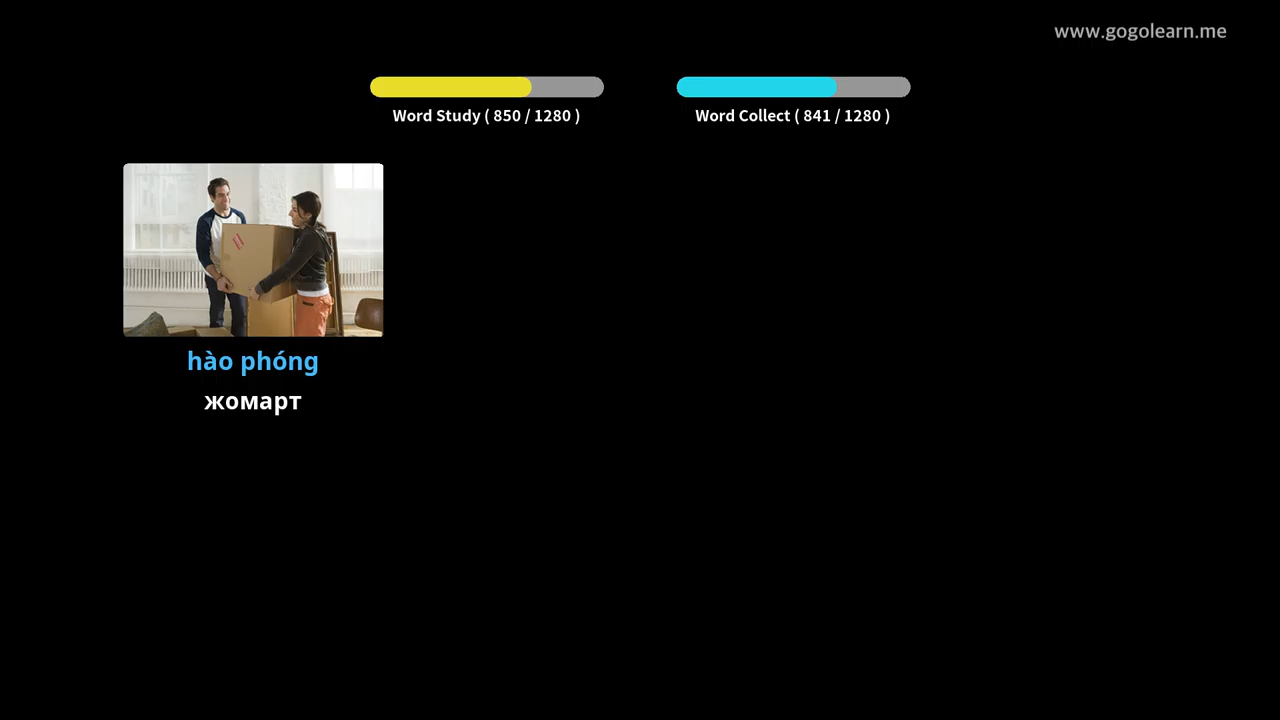 www.gogolearn.me
Word Study ( 850 / 1280 )
Word Collect ( 841 / 1280 )
hào phóng
жомарт